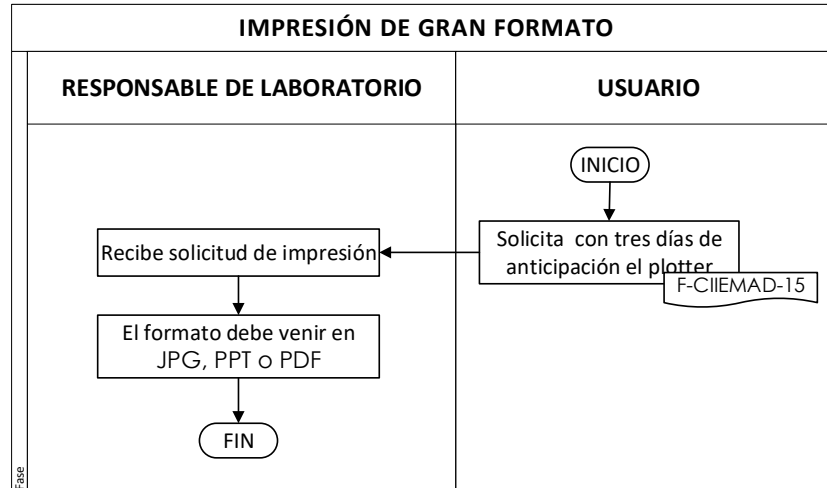 IMPRESIÓN DE GRAN FORMATO
RESPONSABLE DE LABORATORIO
USUARIO
INICIO
Solicita con tres días de
anticipación el plotter
F-CIIEMAD-15
Recibe solicitud de impresión
El formato debe venir en
JPG, PPT o PDF
FIN
Fase